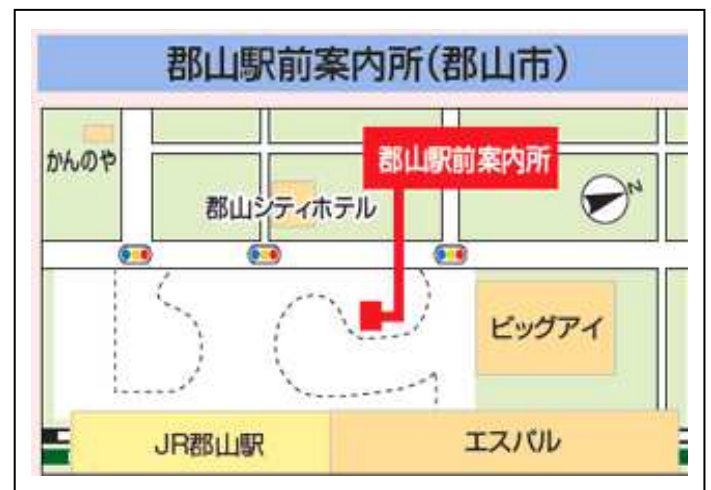 郡山駅前案内所(郡山市)
かんのや
郡山駅前案内所
N
郡山シティホテル
ビッグアイ
JR郡山駅
エスパル